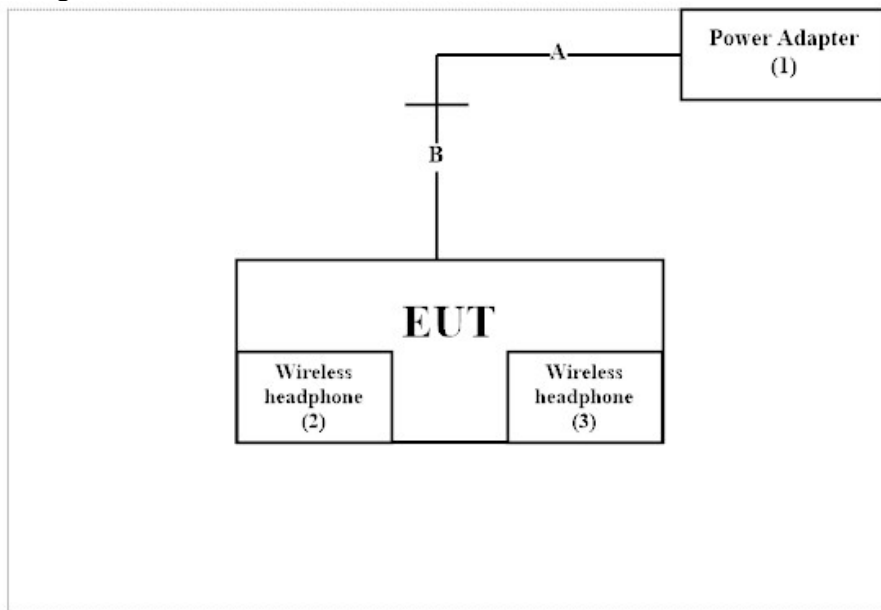 Power Adapter
(1)
A
B
EUT
Wireless
headphone
(2)
Wireless
headphone
(3)